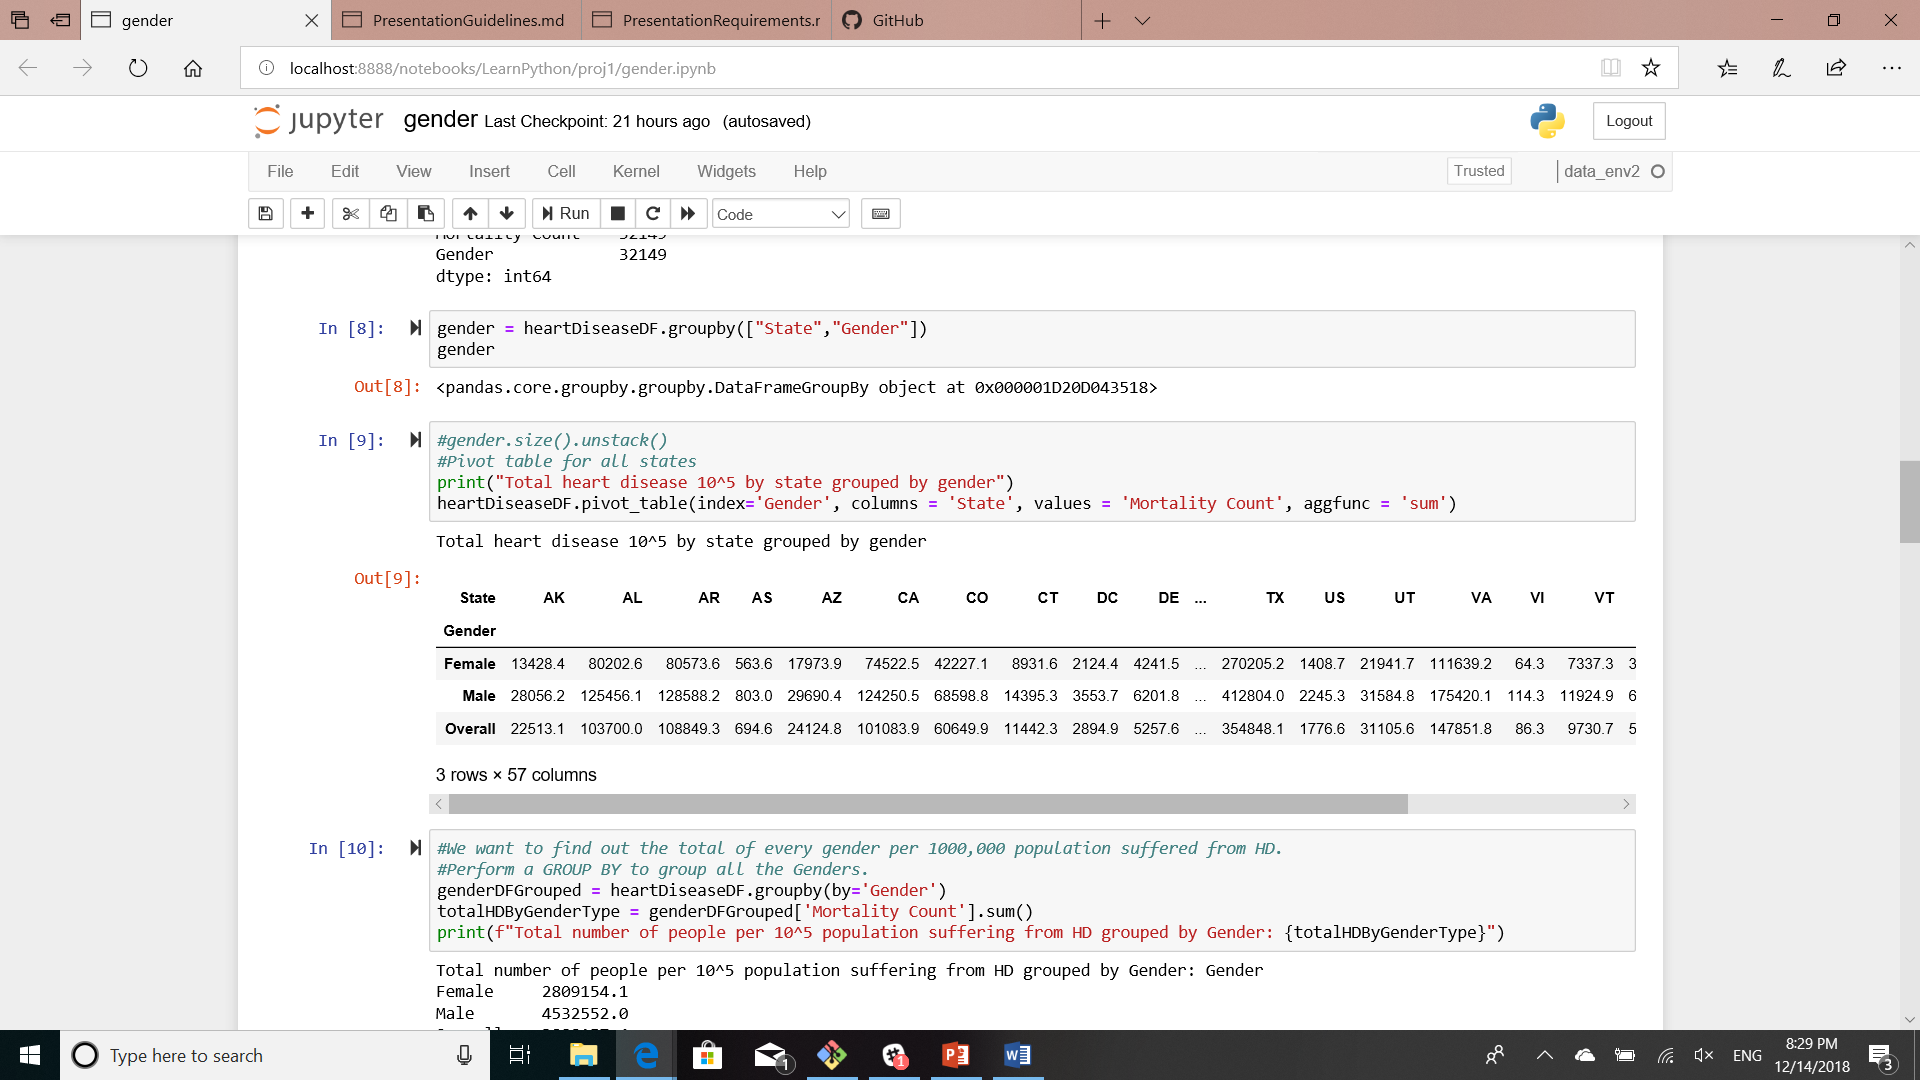 gender
PresentationGuidelines.md
PresentationRequirements.r
GitHub
localhost:8888/notebooks/LearnPython/proj1/gender.ipynb
jupyter gender Last Checkpoint: 21 hours ago (autosaved)
Logout
File Edit View Insert Cell Kernel Widgets Help
Trusted
data_env2
Run
Code
Mortality Count 32149
Gender 32149
dtype: int64
In [8]: gender = heartDiseaseDF.groupby(["State","Gender"])
gender
Out[8]: <pandas.core.groupby.groupby.DataFrameGroupBy object at 0x000001D20D043518>
In [9]: #gender.size().unstack()
#Pivot table for all states
print("Total heart disease 10^5 by state grouped by gender")
heartDiseaseDF.pivot_table(index='Gender', columns = 'State', values = 'Mortality Count', aggfunc = 'sum')
Total heart disease 10^5 by state grouped by gender
Out[9]:
State AK AL AR AS AZ CA CO CT DC DE ... TX US UT VA VI VT
Gender
Female 13428.4 80202.6 80573.6 563.6 17973.9 74522.5 42227.1 8931.6 2124.4 4241.5 ... 270205.2 1408.7 21941.7 111639.2 64.3 7337.3 3
Male 28056.2 125456.1 128588.2 803.0 29690.4 124250.5 68598.8 14395.3 3553.7 6201.8 ... 412804.0 2245.3 31584.8 175420.1 114.3 11924.9 6
Overall 22513.1 103700.0 108849.3 694.6 24124.8 101083.9 60649.9 11442.3 2894.9 5257.6 ... 354848.1 1776.6 31105.6 147851.8 86.3 9730.7 5
3 rows × 57 columns
In [10]: #We want to find out the total of every gender per 1000,000 population suffered from HD.
#Perform a GROUP BY to group all the Genders.
genderDFGrouped = heartDiseaseDF.groupby(by='Gender')
totalHDByGenderType = genderDFGrouped['Mortality Count'].sum()
print(f"Total number of people per 10^5 population suffering from HD grouped by Gender: {totalHDByGenderType}")
Total number of people per 10^5 population suffering from HD grouped by Gender: Gender
Female 2809154.1
Male 4532552.0
Type here to search
1
1
ENG
8:29 PM
12/14/2018
3